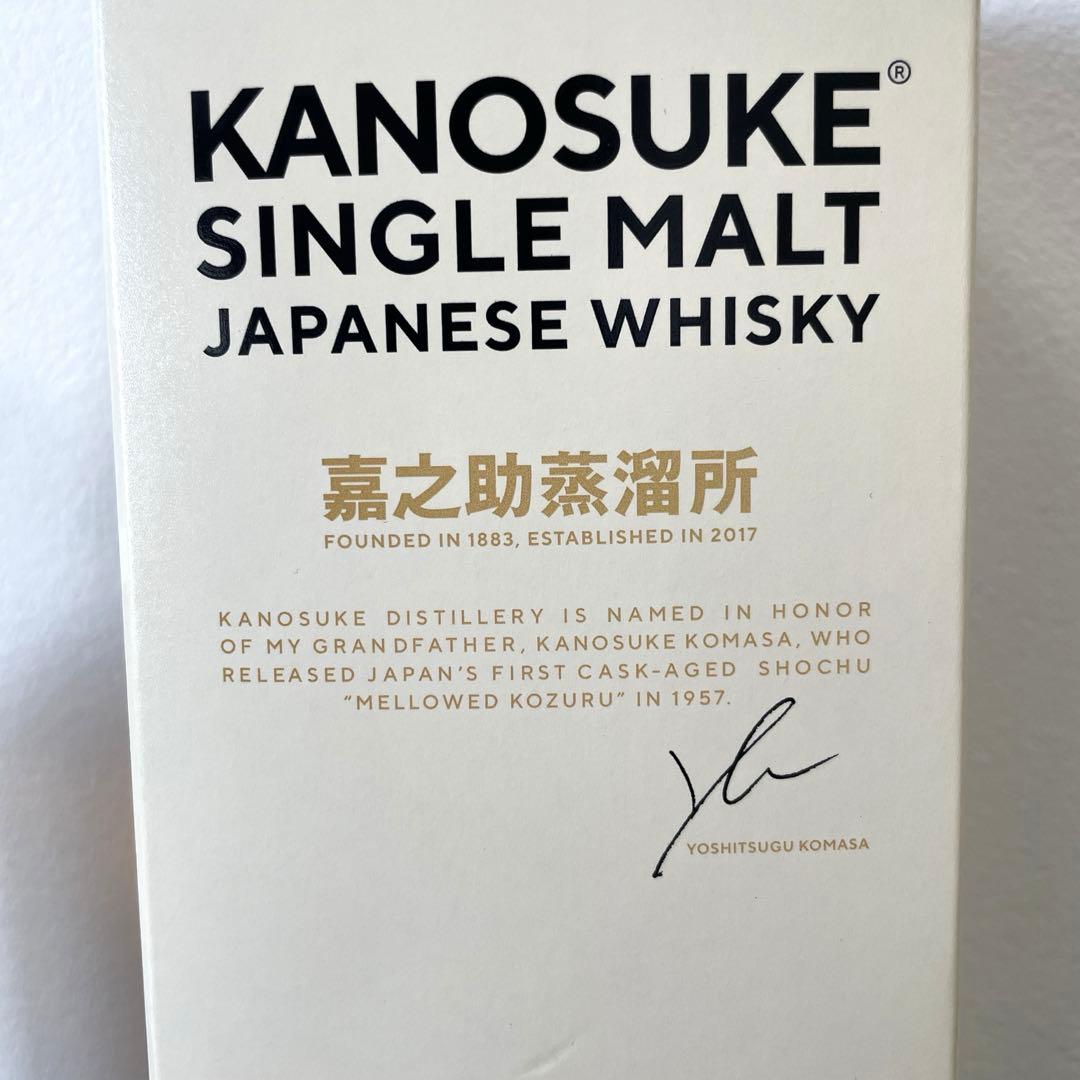 KANOSUKE®
SINGLE MALT
JAPANESE WHISKY
嘉之助蒸溜所
FOUNDED IN 1883, ESTABLISHED IN 2017
KANOSUKE DISTILLERY IS NAMED IN HONOR
OF MY GRANDFATHER, KANOSUKE KOMASA, WHO
RELEASED JAPAN'S FIRST CASK-AGED SHOCHU
"MELLOWED KOZURU" IN 1957.
YOSHITSUGU KOMASA